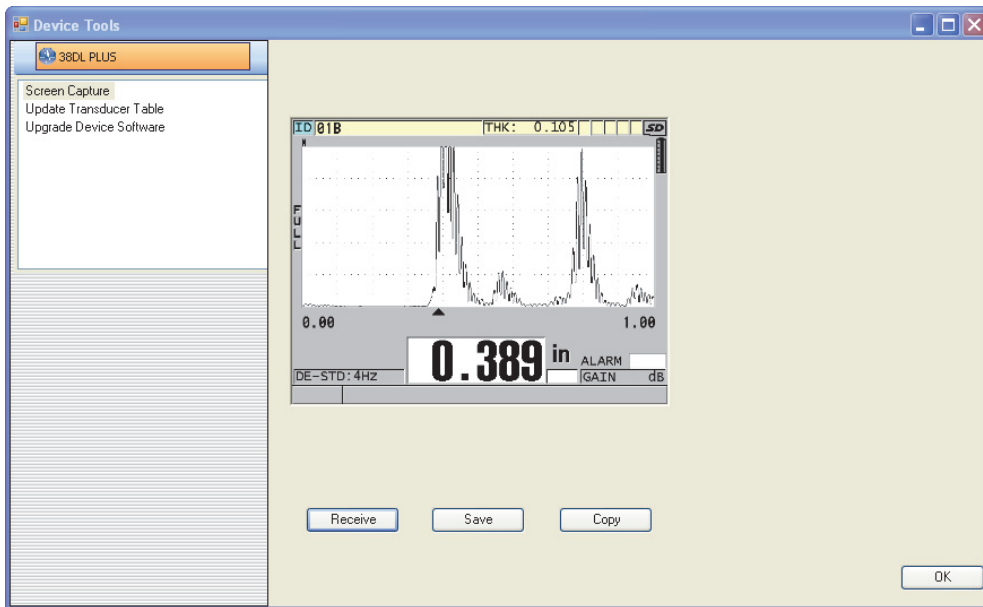 Device Tools
38DL PLUS
Screen Capture
Update Transducer Table
Upgrade Device Software
ID 01B THK: 0.105 SD
FULL
0.00 1.00
0.389 in ALARM
DE-STD:4HZ GAIN dB
Receive Save Copy
OK